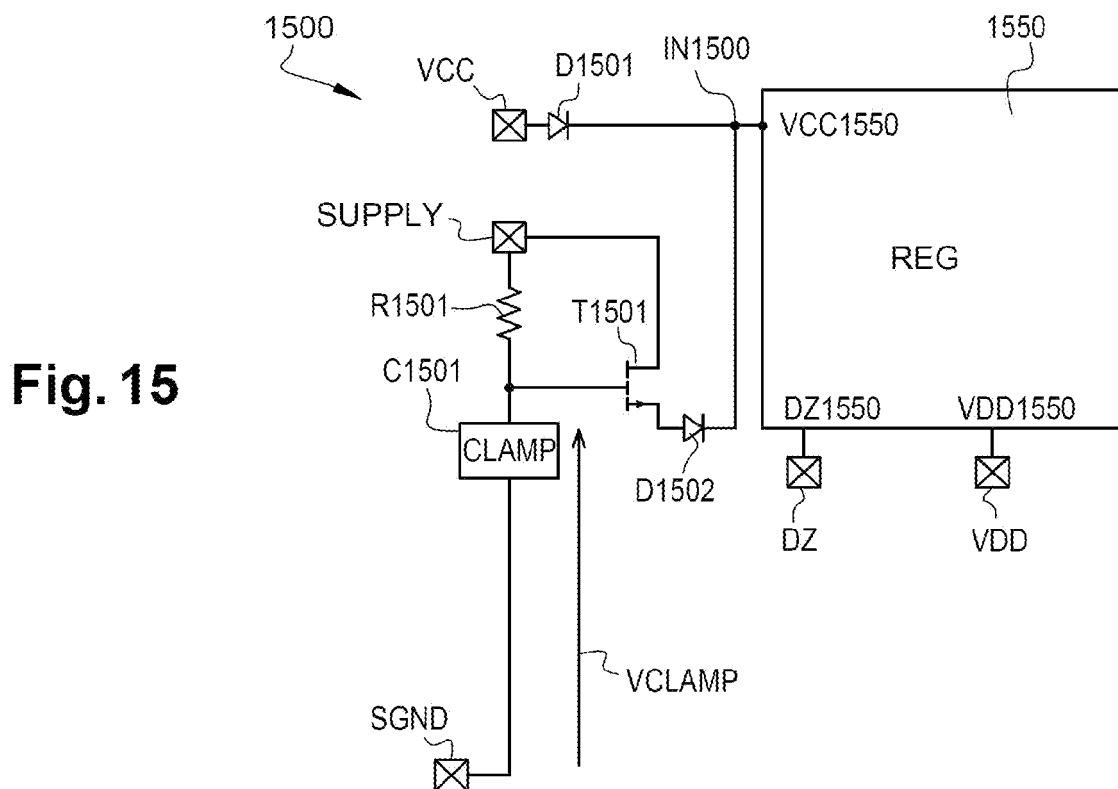 1500
VCC
D1501
IN1500
1550
VCC1550
SUPPLY
REG
R1501
T1501
C1501
Fig. 15
CLAMP
DZ1550
VDD1550
D1502
DZ
VDD
VCLAMP
SGND